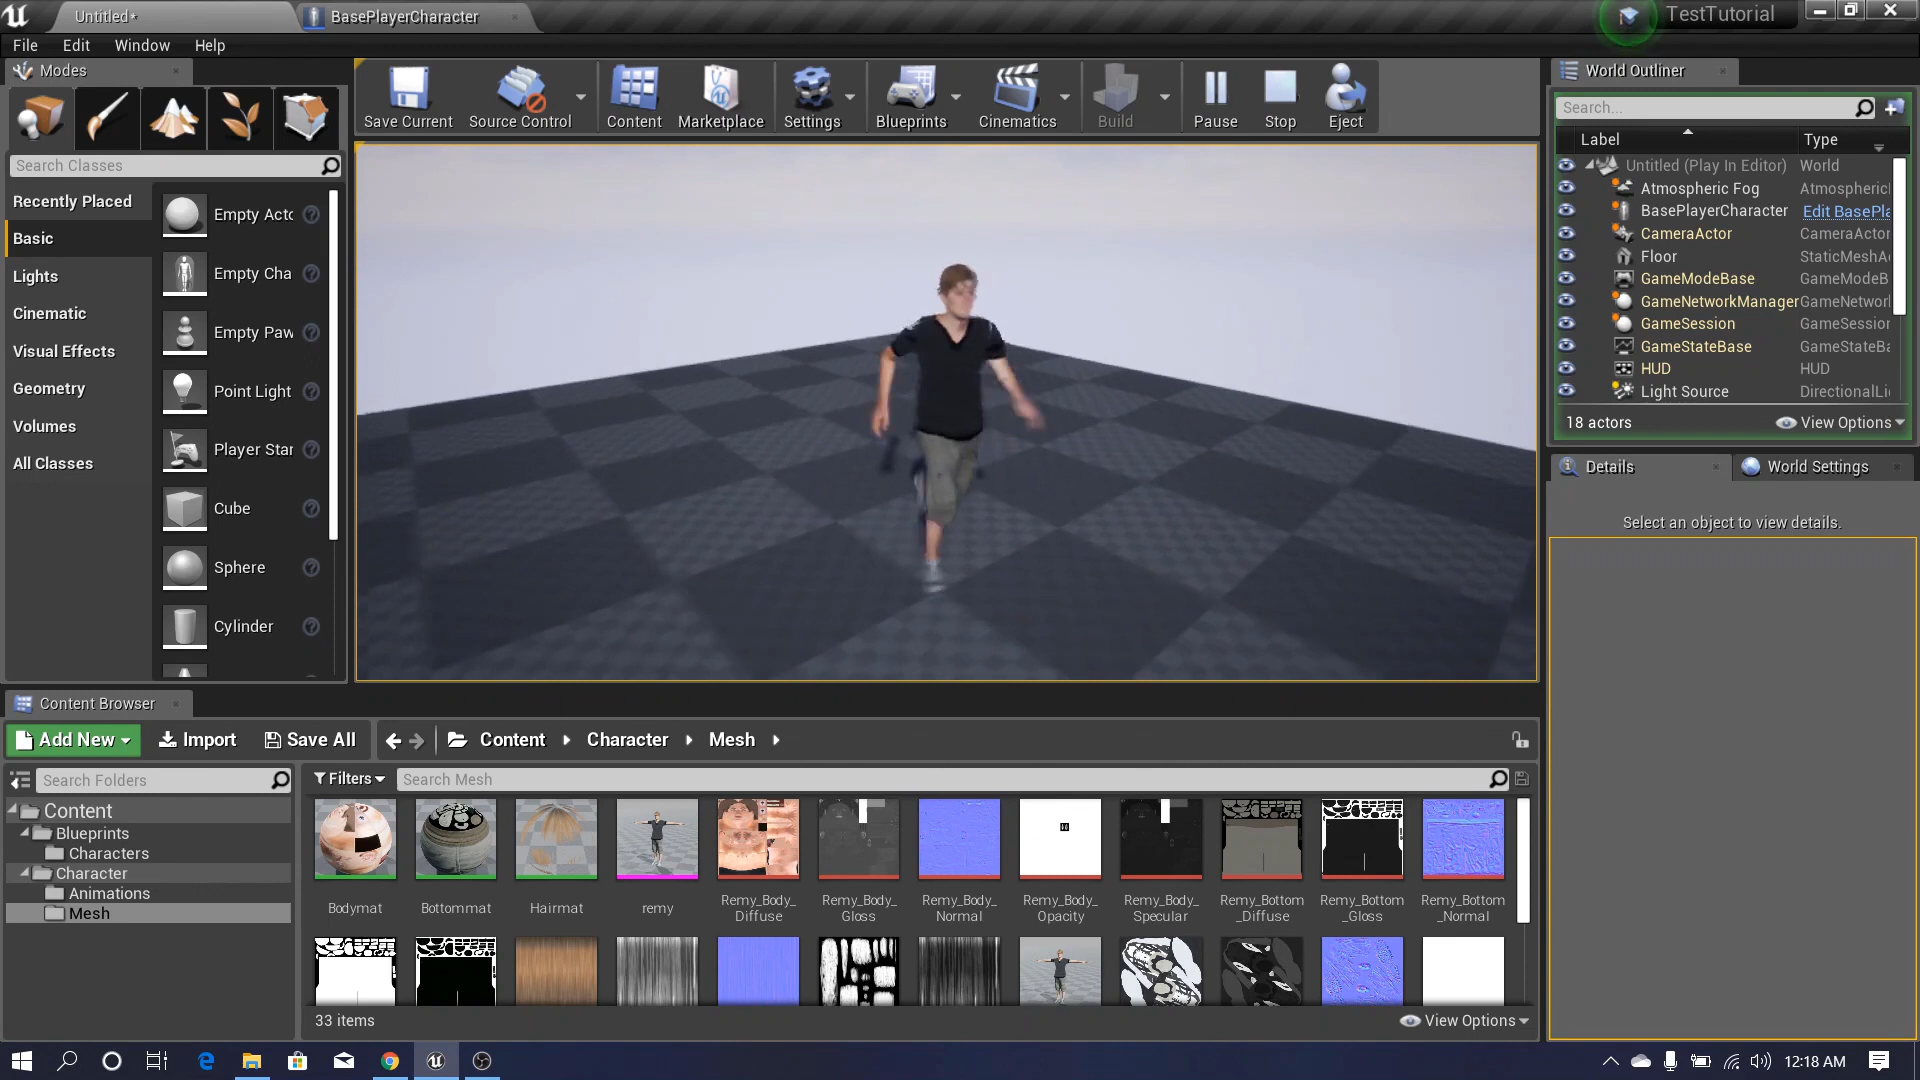 Untitled*
BasePlayerCharacter
TestTutorial
File Edit Window Help
Modes
Save Current
Source Control
Content
Marketplace
Settings
Blueprints
Cinematics
Build
Pause
Stop
Eject
Search Classes
Recently Placed
Basic
Lights
Cinematic
Visual Effects
Geometry
Volumes
All Classes
Empty Acto
Empty Cha
Empty Paw
Point Light
Player Star
Cube
Sphere
Cylinder
World Outliner
Search...
Label Type
Untitled (Play In Editor) World
Atmospheric Fog Atmospheric
BasePlayerCharacter Edit BasePla
CameraActor CameraActor
Floor StaticMeshAc
GameModeBase GameModeB
GameNetworkManager GameNetwork
GameSession GameSession
GameStateBase GameStateBa
HUD HUD
Light Source DirectionalLi
18 actors View Options
Details
World Settings
Select an object to view details.
Content Browser
Add New Import Save All Content Character Mesh
Search Folders
Filters
Search Mesh
Content
Blueprints
Characters
Character
Animations
Mesh
Bodymat
Bottommat
Hairmat
remy
Remy_Body_
Diffuse
Remy_Body_
Gloss
Remy_Body_
Normal
Remy_Body_
Opacity
Remy_Body_
Specular
Remy_Bottom
_Diffuse
Remy_Bottom
_Gloss
Remy_Bottom
_Normal
33 items View Options
12:18 AM